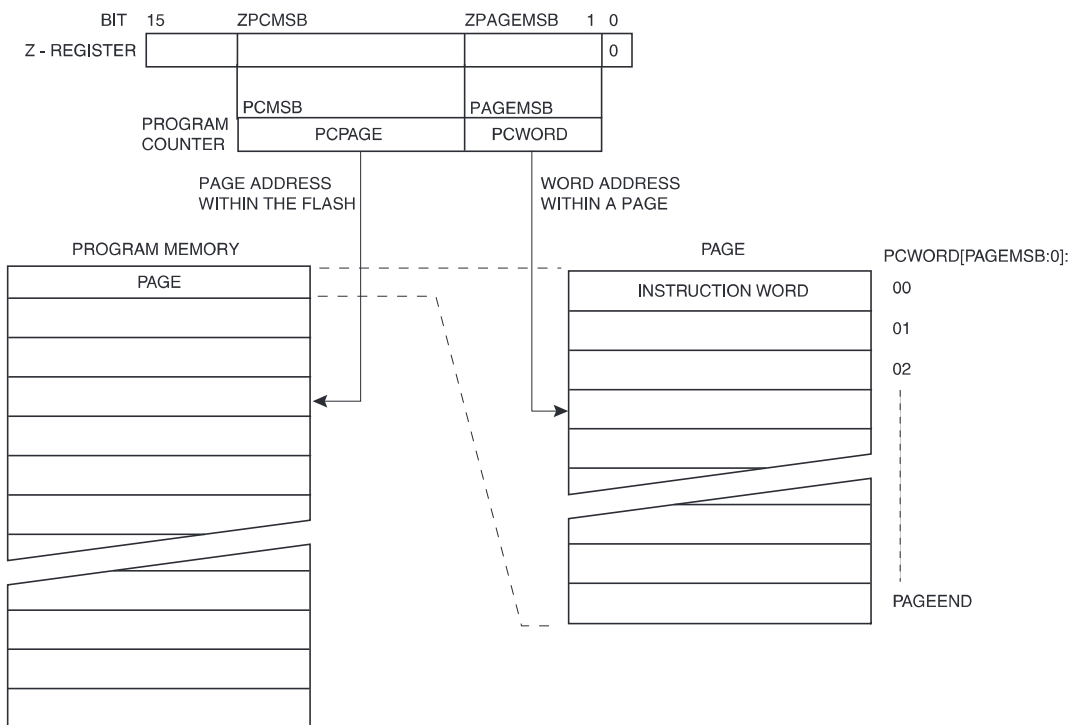 BIT 15 ZPCMSB ZPAGEMSB 1 0
Z - REGISTER 0
PCMSB PAGEMSB
PROGRAM
COUNTER
PCPAGE PCWORD
PAGE ADDRESS
WITHIN THE FLASH
WORD ADDRESS
WITHIN A PAGE
PROGRAM MEMORY
PAGE
PAGE
INSTRUCTION WORD
PCWORD[PAGEMSB:0]:
00
01
02
PAGEEND